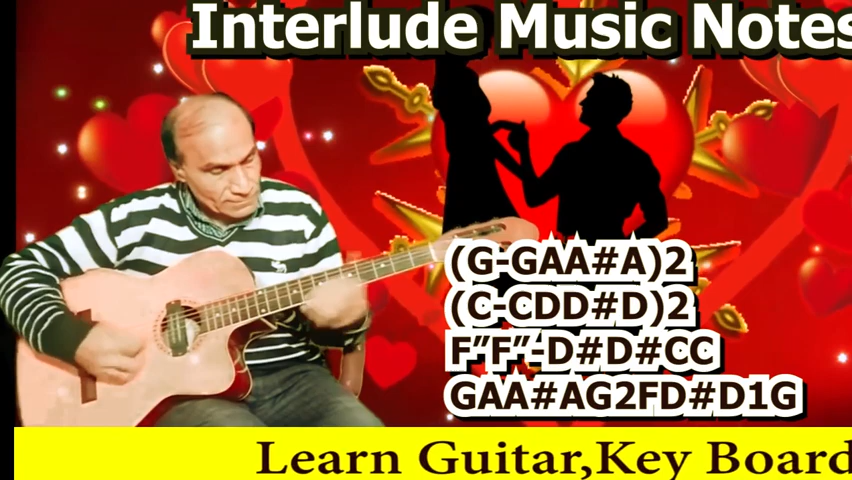 Interlude Music Notes
(G-GAA#A)2
(C-CDD#D)2
F”F”-D#D#CC
GAA#AG2FD#D1G
Learn Guitar,Key Board